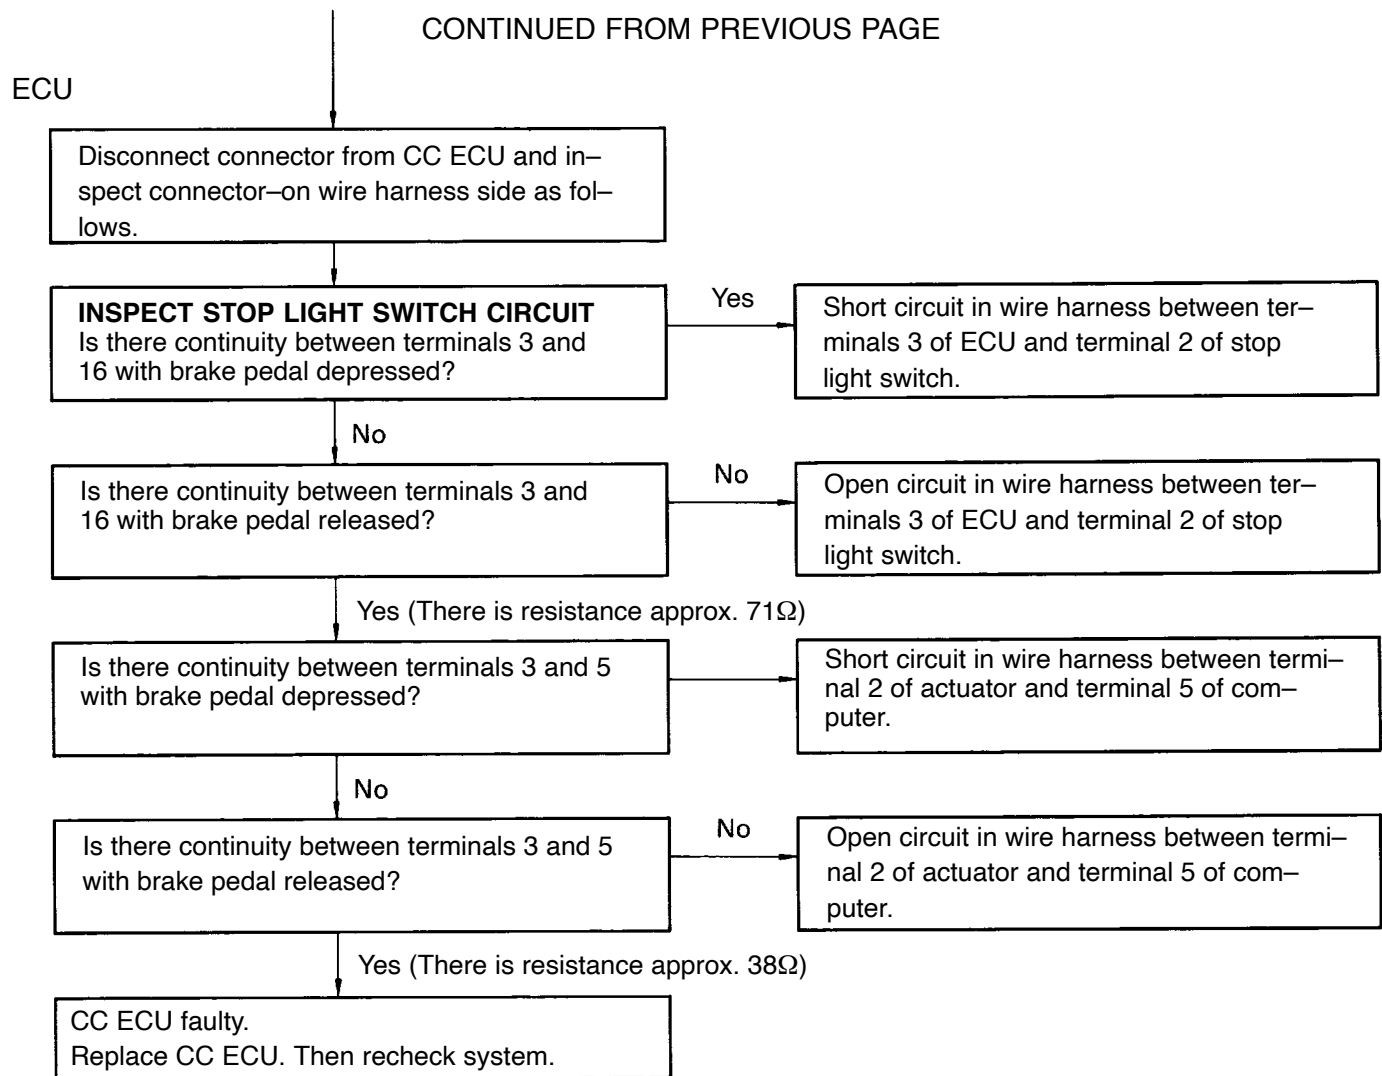 CONTINUED FROM PREVIOUS PAGE
ECU
Disconnect connector from CC ECU and in–
spect connector–on wire harness side as fol–
lows.
INSPECT STOP LIGHT SWITCH CIRCUIT
Is there continuity between terminals 3 and
16 with brake pedal depressed?
Yes
Short circuit in wire harness between ter–
minals 3 of ECU and terminal 2 of stop
light switch.
No
Is there continuity between terminals 3 and
16 with brake pedal released?
No
Open circuit in wire harness between ter–
minals 3 of ECU and terminal 2 of stop
light switch.
Yes (There is resistance approx. 71Ω)
Is there continuity between terminals 3 and 5
with brake pedal depressed?
Short circuit in wire harness between termi–
nal 2 of actuator and terminal 5 of com–
puter.
No
Is there continuity between terminals 3 and 5
with brake pedal released?
No
Open circuit in wire harness between termi–
nal 2 of actuator and terminal 5 of com–
puter.
Yes (There is resistance approx. 38Ω)
CC ECU faulty.
Replace CC ECU. Then recheck system.